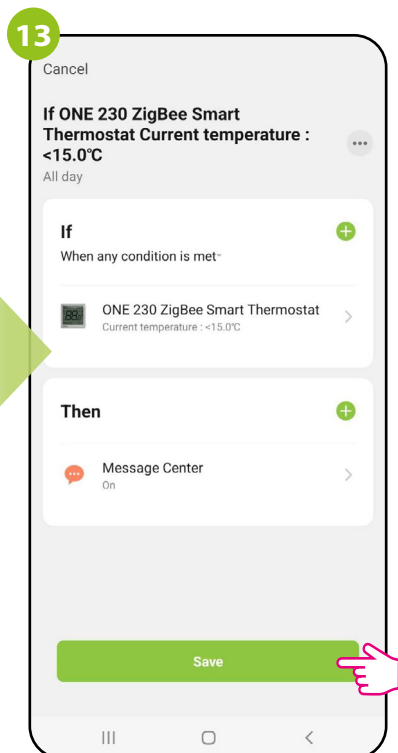 13
Cancel
If ONE 230 ZigBee Smart
Thermostat Current temperature :
<15.0°C
All day
If
When any condition is met
ONE 230 ZigBee Smart Thermostat
Current temperature : <15.0°C
Then
Message Center
On
Save